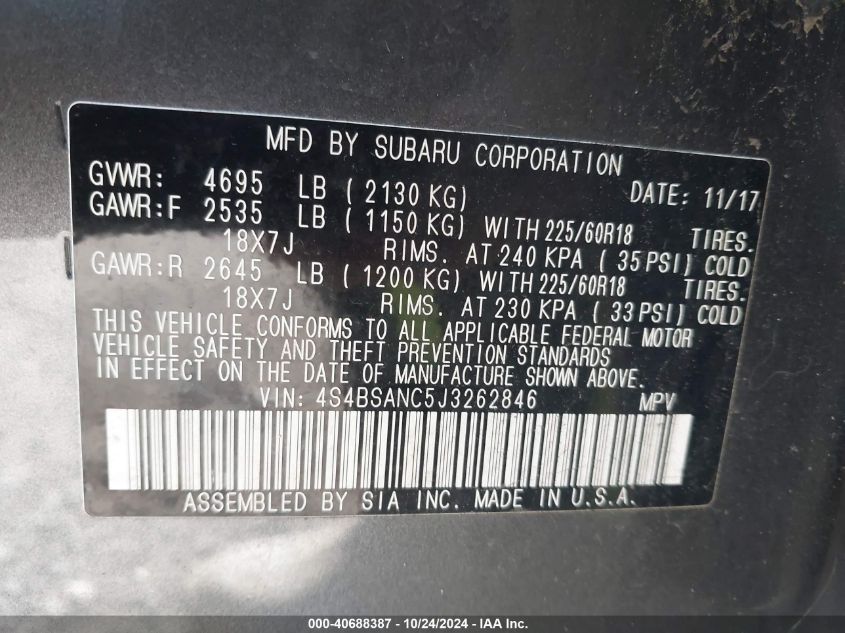 MFD BY SUBARU CORPORATION
GVWR: 4695 LB ( 2130 KG) DATE: 11/17
GAWR:F 2535 LB ( 1150 KG) WITH 225/60R18 TIRES.
18X7J RIMS. AT 240 KPA ( 35 PSI) COLD
GAWR:R 2645 LB ( 1200 KG) WITH 225/60R18 TIRES.
18X7J RIMS. AT 230 KPA ( 33 PSI) COLD
THIS VEHICLE CONFORMS TO ALL APPLICABLE FEDERAL MOTOR
VEHICLE SAFETY AND THEFT PREVENTION STANDARDS
IN EFFECT ON THE DATE OF MANUFACTURE SHOWN ABOVE.
VIN: 4S4BSANC5J3262846 MPV
ASSEMBLED BY SIA INC. MADE IN U.S.A.
000-40688387 - 10/24/2024 - IAA Inc.